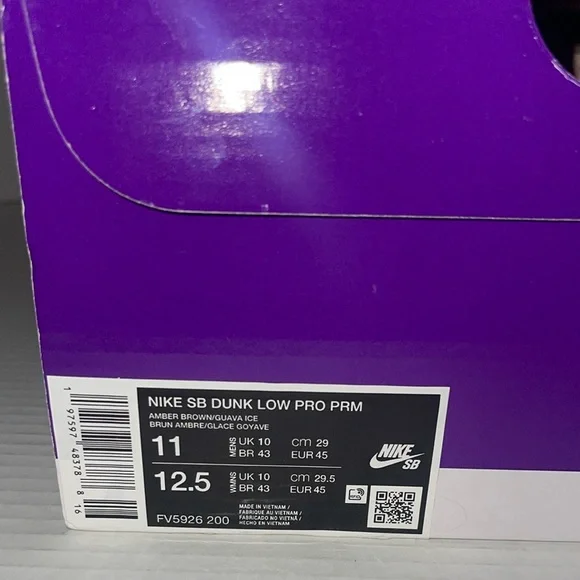 NIKE SB DUNK LOW PRO PRM
AMBER BROWN/GUAVA ICE
BRUN AMBRE/GLACE GOYAVE
11 MENS UK 10 CM 29
BR 43 EUR 45
12.5 WMNS UK 10 CM 29.5
BR 43 EUR 45
FV5926 200
MADE IN VIETNAM /
FABRIQUE AU VIETNAM /
FABRICADO NO VIETNÃ /
HECHO EN VIETNAM
NIKE
SB
1 97597 48378 8 16